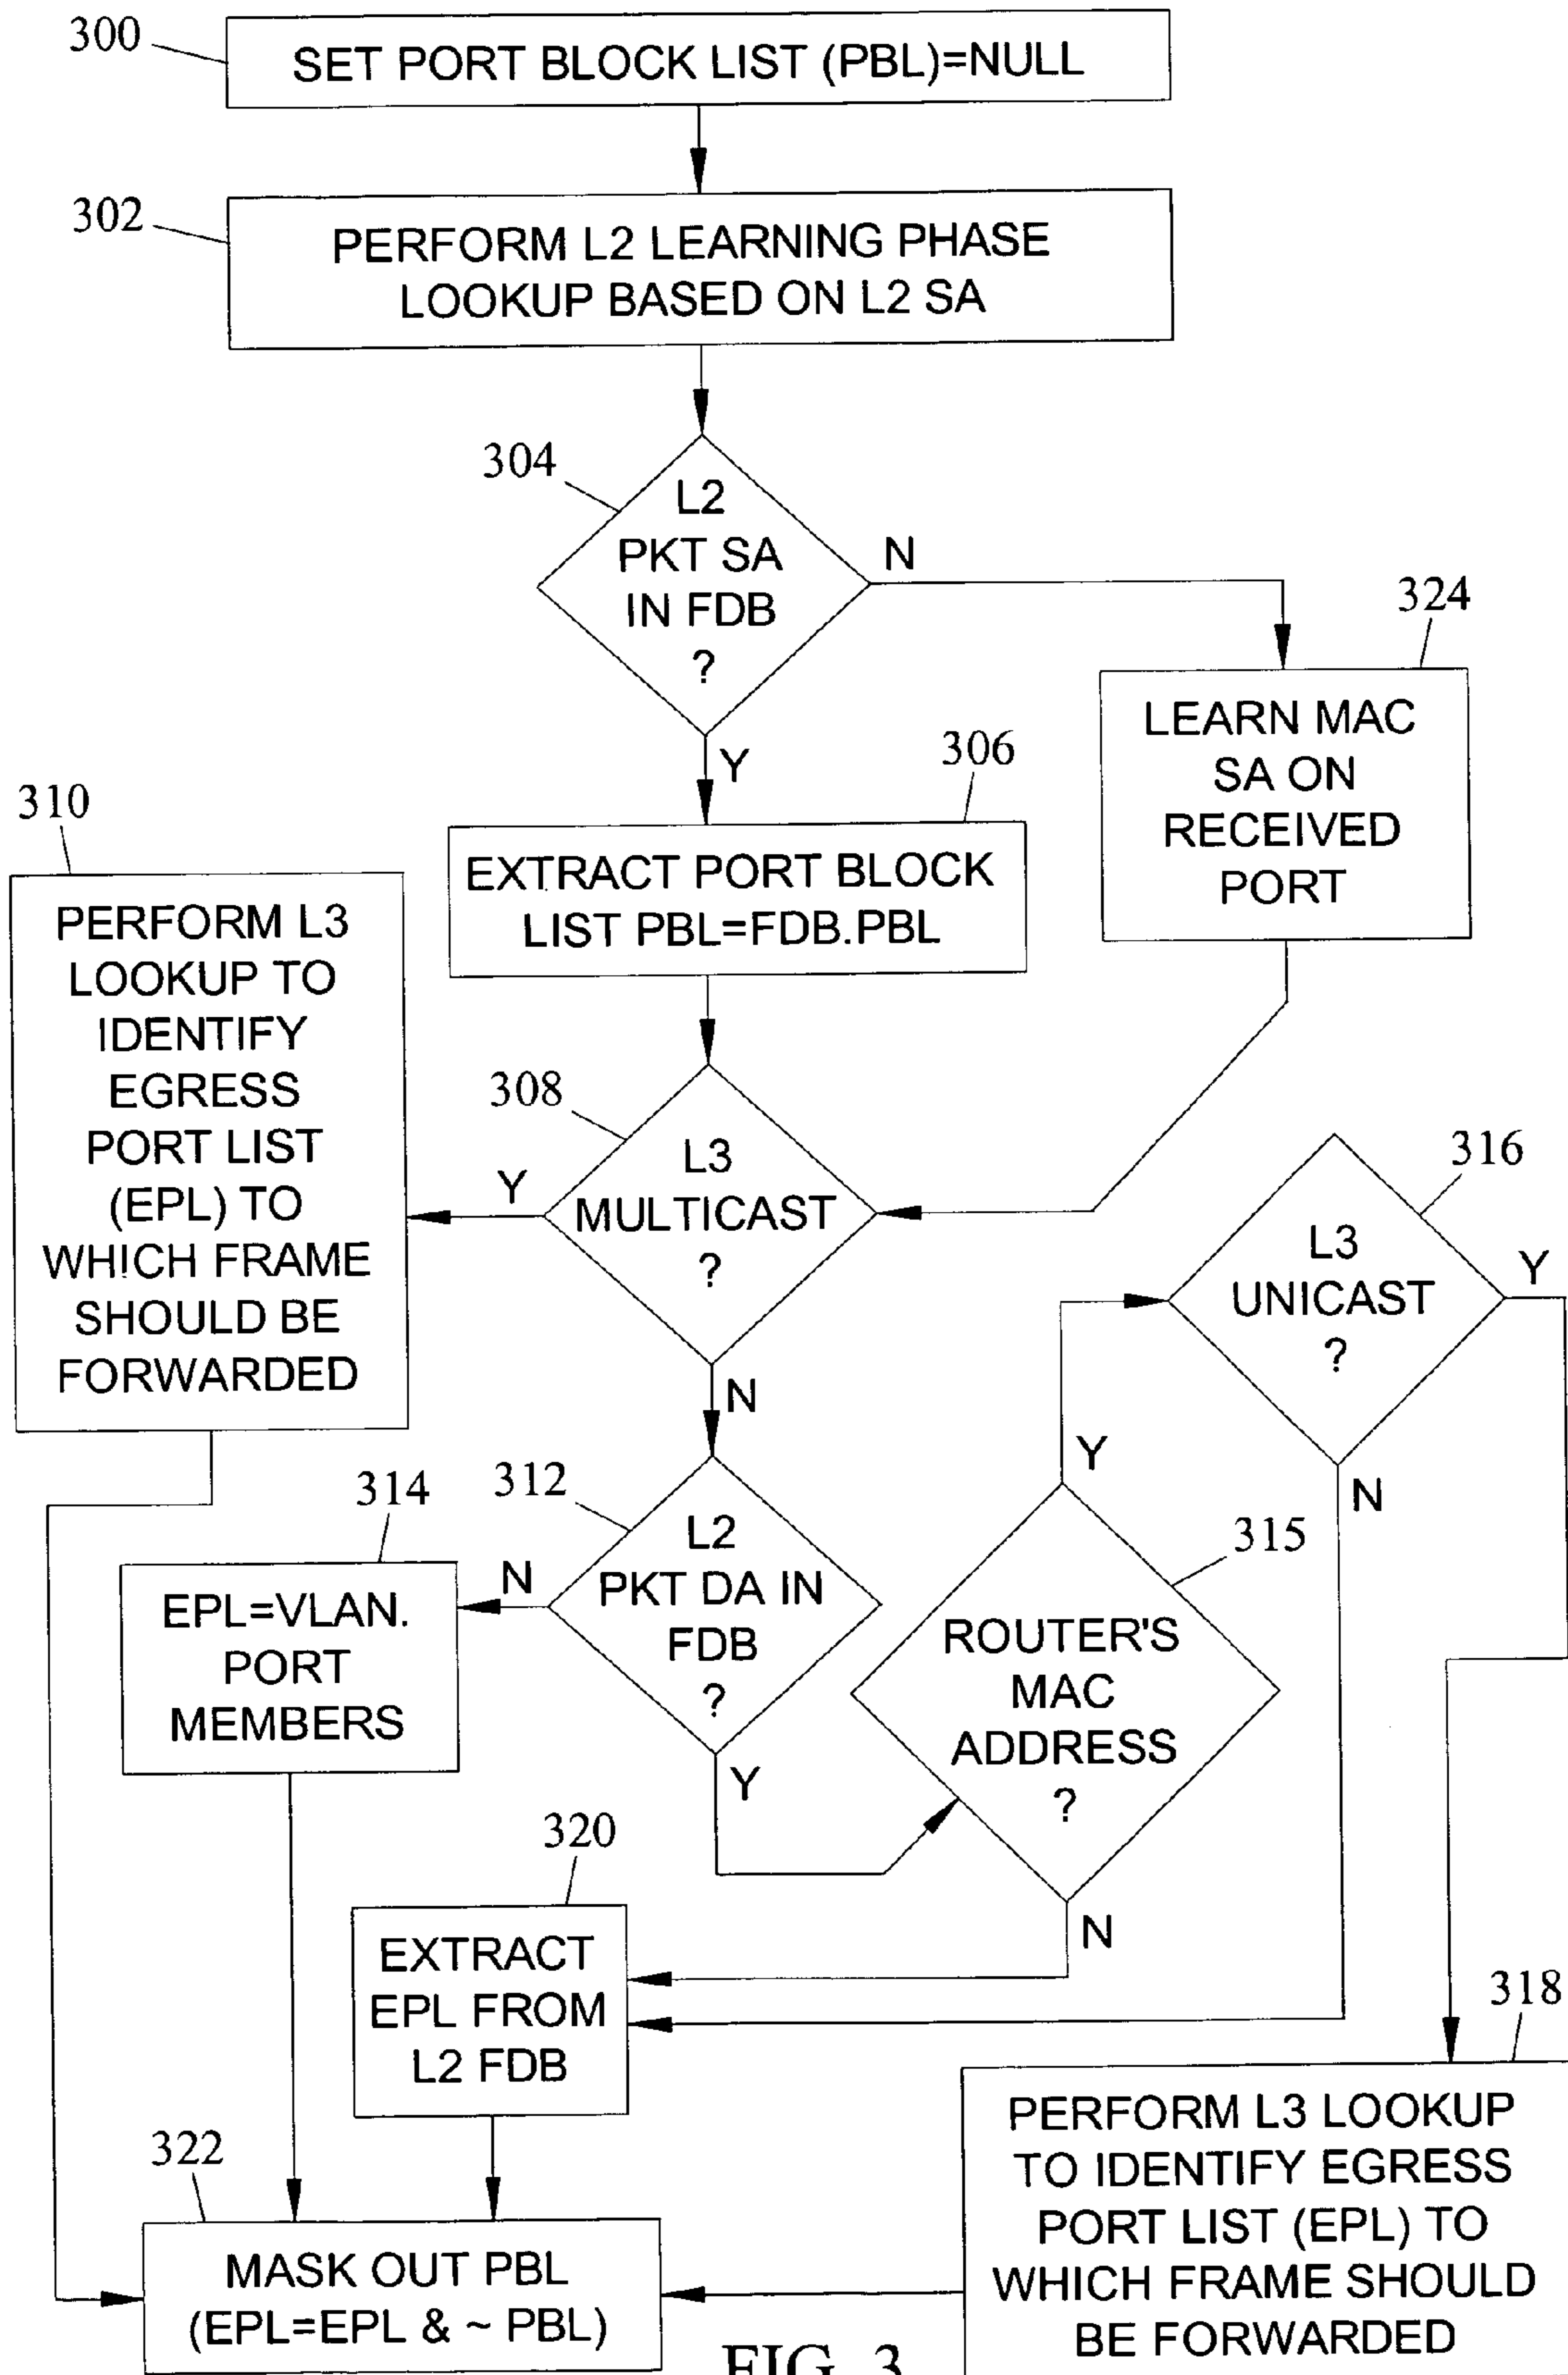 300
SET PORT BLOCK LIST (PBL)=NULL
302
PERFORM L2 LEARNING PHASE
LOOKUP BASED ON L2 SA
304
L2
PKT SA
IN FDB
?
N
Y
324
LEARN MAC
SA ON
RECEIVED
PORT
306
EXTRACT PORT BLOCK
LIST PBL=FDB.PBL
310
PERFORM L3
LOOKUP TO
IDENTIFY
EGRESS
PORT LIST
(EPL) TO
WHICH FRAME
SHOULD BE
FORWARDED
308
L3
MULTICAST
?
Y
N
316
L3
UNICAST
?
Y
N
312
L2
PKT DA IN
FDB
?
N
Y
314
EPL=VLAN.
PORT
MEMBERS
315
ROUTER'S
MAC
ADDRESS
?
Y
N
320
EXTRACT
EPL FROM
L2 FDB
318
PERFORM L3 LOOKUP
TO IDENTIFY EGRESS
PORT LIST (EPL) TO
WHICH FRAME SHOULD
BE FORWARDED
322
MASK OUT PBL
(EPL=EPL & ~ PBL)
FIG. 3